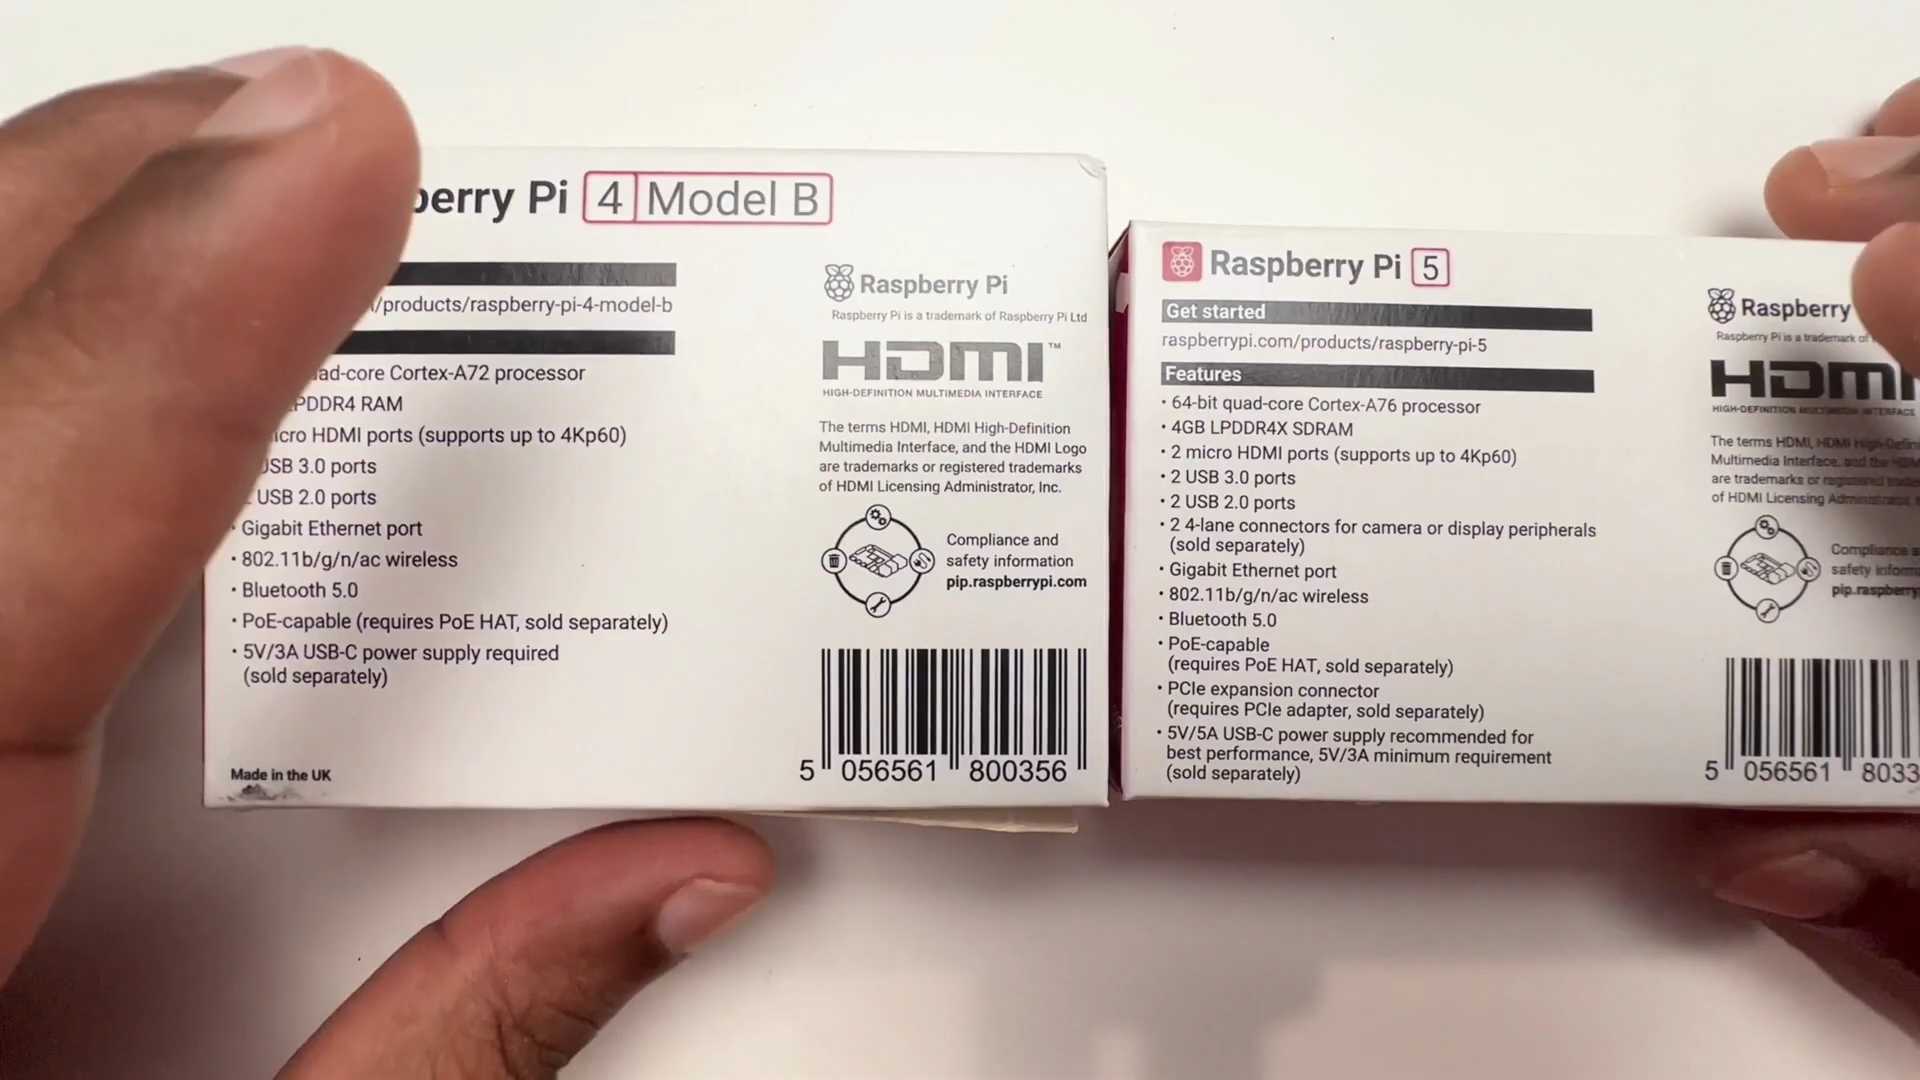 berry Pi 4 Model B
/products/raspberry-pi-4-model-b
Cortex-A72 processor
LPDDR4 RAM
micro HDMI ports (supports up to 4Kp60)
USB 3.0 ports
USB 2.0 ports
· Gigabit Ethernet port
· 802.11b/g/n/ac wireless
· Bluetooth 5.0
· PoE-capable (requires PoE HAT, sold separately)
· 5V/3A USB-C power supply required
(sold separately)
Made in the UK
Raspberry Pi
Raspberry Pi is a trademark of Raspberry Pi Ltd
HDMI™
HIGH-DEFINITION MULTIMEDIA INTERFACE
The terms HDMI, HDMI High-Definition
Multimedia Interface, and the HDMI Logo
are trademarks or registered trademarks
of HDMI Licensing Administrator, Inc.
Compliance and
safety information
pip.raspberrypi.com
5 056561 800356
Raspberry Pi 5
Get started
raspberrypi.com/products/raspberry-pi-5
Features
· 64-bit quad-core Cortex-A76 processor
· 4GB LPDDR4X SDRAM
· 2 micro HDMI ports (supports up to 4Kp60)
· 2 USB 3.0 ports
· 2 USB 2.0 ports
· 2 4-lane connectors for camera or display peripherals
(sold separately)
· Gigabit Ethernet port
· 802.11b/g/n/ac wireless
· Bluetooth 5.0
· PoE-capable
(requires PoE HAT, sold separately)
· PCIe expansion connector
(requires PCIe adapter, sold separately)
· 5V/5A USB-C power supply recommended for
best performance, 5V/3A minimum requirement
(sold separately)
Raspberry
Raspberry Pi is a trademark of
HDMI
HIGH-DEFINITION MULTIMEDIA INTERFACE
The terms HDMI, HDMI High-Defin
Multimedia Interface, and the HDM
are trademarks or registered trade
of HDMI Licensing Administrator, In
Compliance a
safety inform
pip.raspberry
5 056561 8033